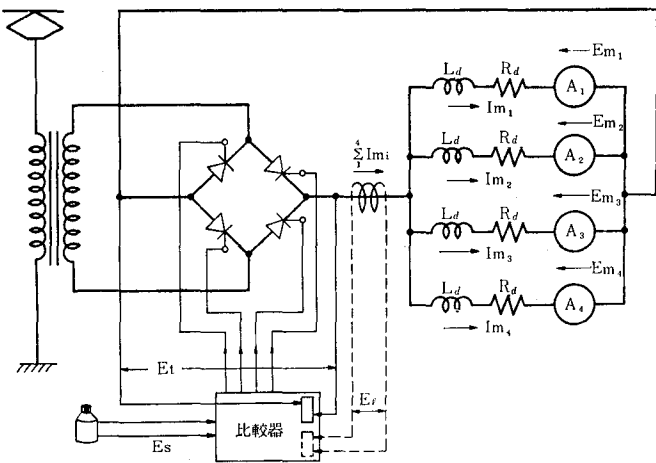 Em₁
Ld Rd A₁
Im₁
Em₂
Ld Rd A₂
Im₂
4 Σ 1 Imi
Em₃
Ld Rd A₃
Im₃
Em₄
Ld Rd A₄
Im₄
Et
Ef
比較器
Es